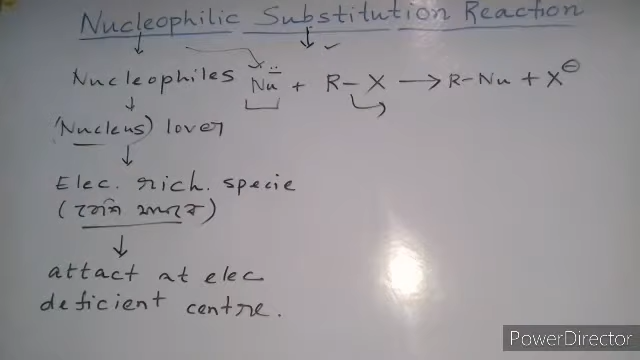 Nucleophilic Substitution Reaction
Nucleophiles Nu + R-X → R-Nu + X⊖
(Nucleus) lover
Elec. rich. specie
attact at elec
deficient centre.
PowerDirector